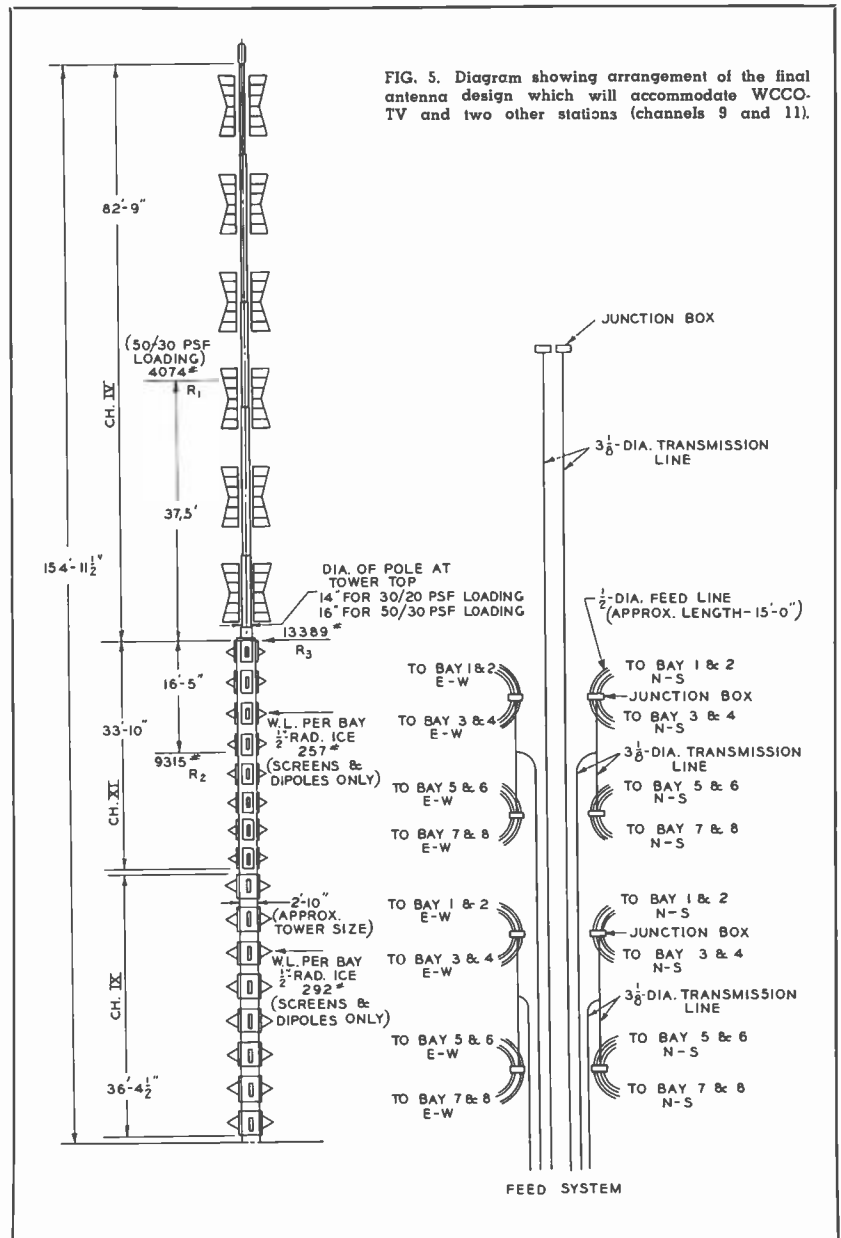 FIG. 5. Diagram showing arrangement of the final
antenna design which will accommodate WCCO-
TV and two other stations (channels 9 and 11).
82'-9"
(50/30 PSF
LOADING)
4074#
R1
CH. IV
37,5'
154'-11½"
DIA. OF POLE AT
TOWER TOP
14" FOR 30/20 PSF LOADING
16" FOR 50/30 PSF LOADING
13389#
R3
16'-5"
33'-10"
W.L. PER BAY
½" RAD. ICE
257#
(SCREENS &
DIPOLES ONLY)
9315#
R2
CH. XI
2'-10"
(APPROX.
TOWER SIZE)
W.L. PER BAY
½" RAD. ICE
292#
(SCREENS &
DIPOLES ONLY)
CH. IX
36'-4½"
JUNCTION BOX
3⅛-DIA. TRANSMISSION
LINE
½"-DIA. FEED LINE
(APPROX. LENGTH-15'-0")
TO BAY 1 & 2
E-W
TO BAY 3 & 4
E-W
TO BAY 5 & 6
E-W
TO BAY 7 & 8
E-W
TO BAY 1 & 2
N-S
JUNCTION BOX
TO BAY 3 & 4
N-S
3⅛-DIA. TRANSMISSION
LINE
TO BAY 5 & 6
N-S
TO BAY 7 & 8
N-S
TO BAY 1 & 2
E-W
TO BAY 3 & 4
E-W
TO BAY 5 & 6
E-W
TO BAY 7 & 8
E-W
TO BAY 1 & 2
N-S
JUNCTION BOX
TO BAY 3 & 4
N-S
3⅛-DIA. TRANSMISSION
LINE
TO BAY 5 & 6
N-S
TO BAY 7 & 8
N-S
FEED SYSTEM